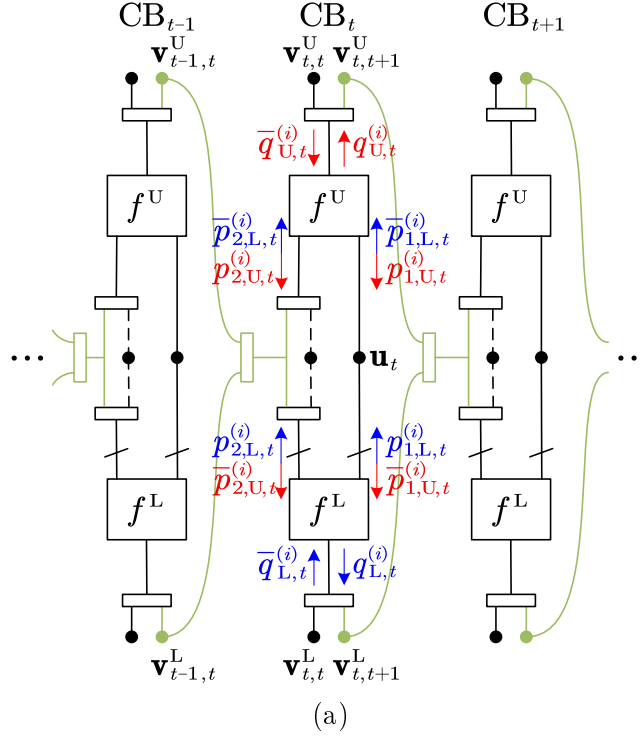 CB_{t-1} CB_t CB_{t+1}
𝐯^U_{t-1,t} 𝐯^U_{t,t} 𝐯^U_{t,t+1}
q̅^{(i)}_{U,t} q^{(i)}_{U,t}
f^U f^U f^U
p̅^{(i)}_{2,L,t} p̅^{(i)}_{1,L,t}
p^{(i)}_{2,U,t} p^{(i)}_{1,U,t}
... 𝐮_t ..
p^{(i)}_{2,L,t} p^{(i)}_{1,L,t}
p̅^{(i)}_{2,U,t} p̅^{(i)}_{1,U,t}
f^L f^L f^L
q̅^{(i)}_{L,t} q^{(i)}_{L,t}
𝐯^L_{t-1,t} 𝐯^L_{t,t} 𝐯^L_{t,t+1}
(a)